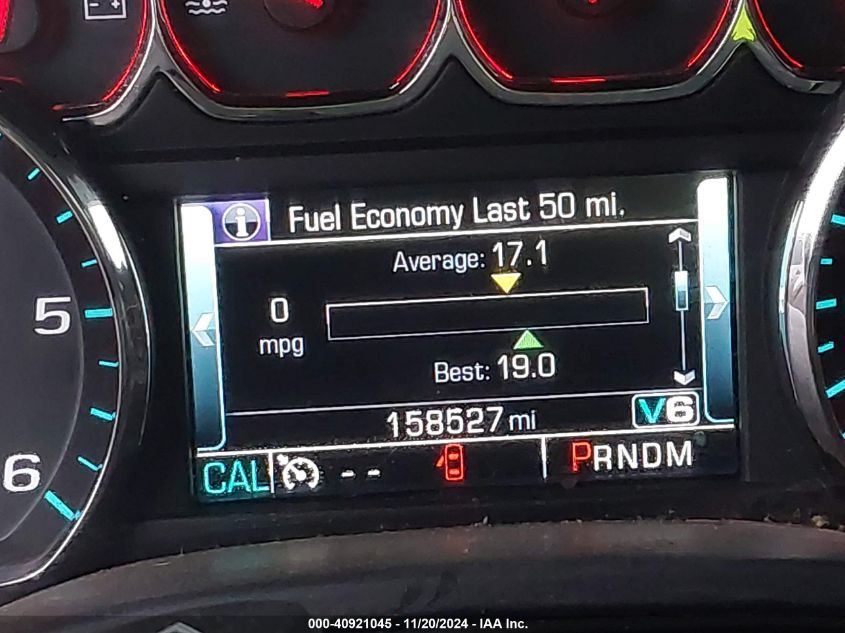 Fuel Economy Last 50 mi.
Average: 17.1
0
mpg
Best: 19.0
158527 mi
V6
CAL -- PRNDM
5
6
000-40921045 - 11/20/2024 - IAA Inc.